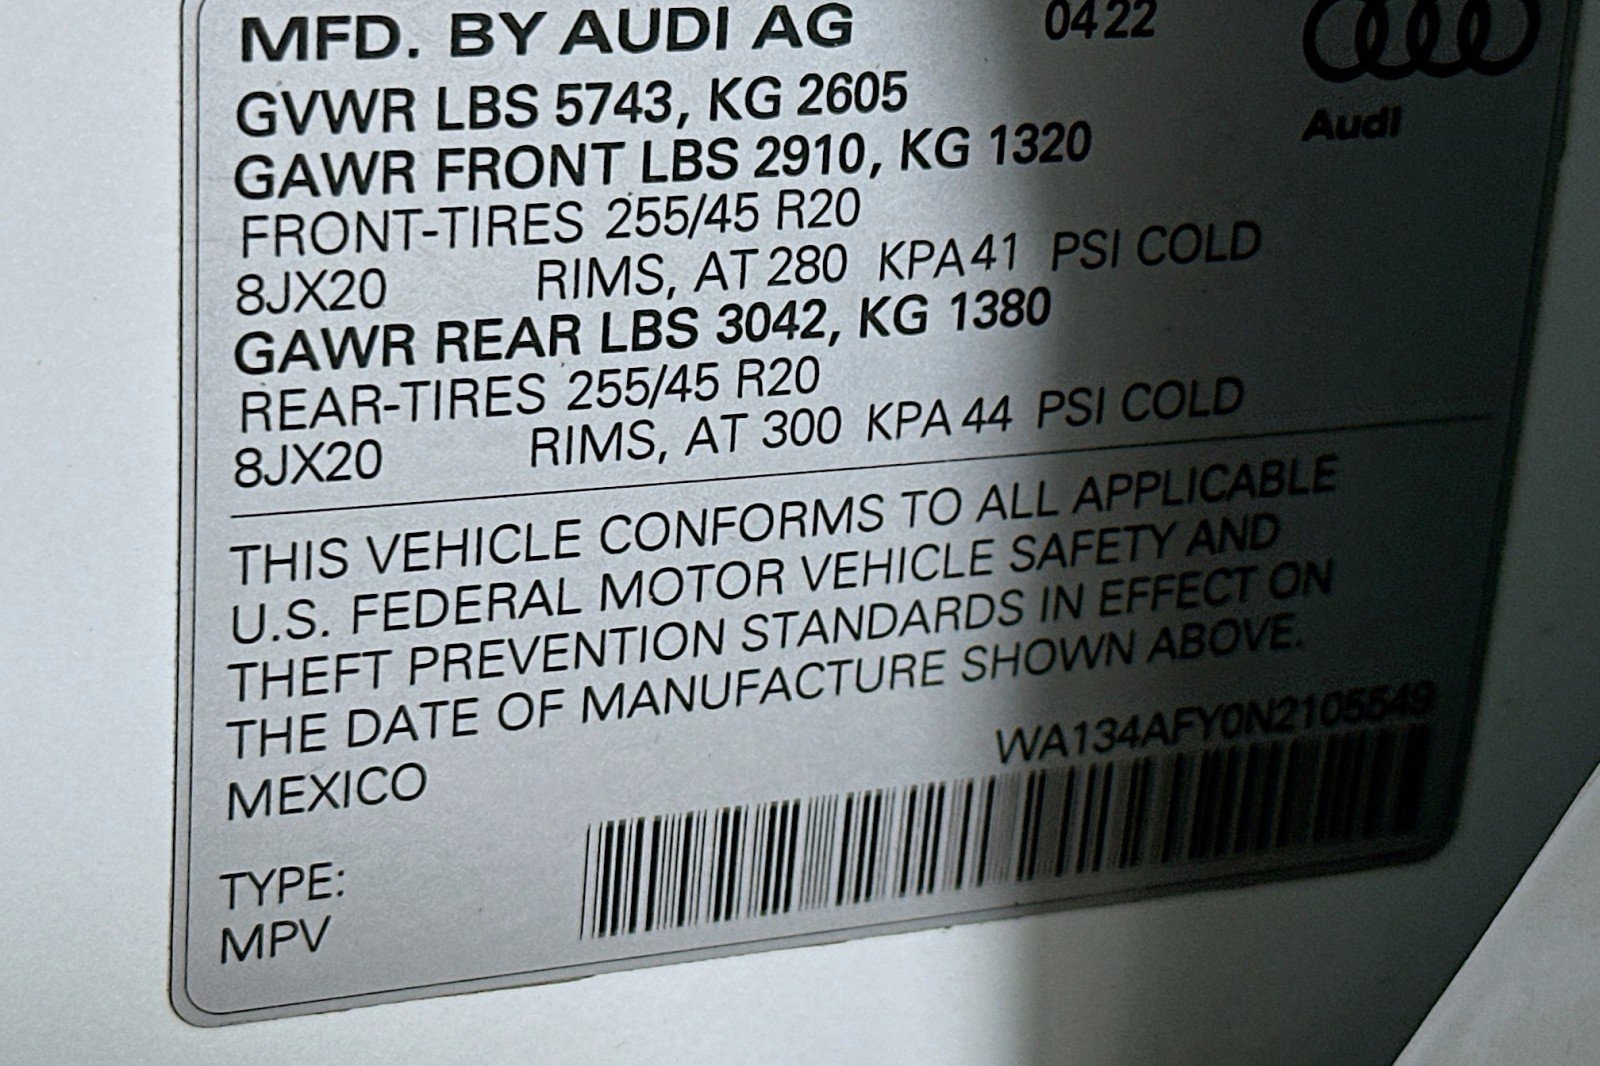 MFD. BY AUDI AG 04 22
GVWR LBS 5743, KG 2605
GAWR FRONT LBS 2910, KG 1320
Audi
FRONT-TIRES 255/45 R20
8JX20 RIMS, AT 280 KPA 41 PSI COLD
GAWR REAR LBS 3042, KG 1380
REAR-TIRES 255/45 R20
8JX20 RIMS, AT 300 KPA 44 PSI COLD
THIS VEHICLE CONFORMS TO ALL APPLICABLE
U.S. FEDERAL MOTOR VEHICLE SAFETY AND
THEFT PREVENTION STANDARDS IN EFFECT ON
THE DATE OF MANUFACTURE SHOWN ABOVE.
WA134AFY0N2105549
MEXICO
TYPE:
MPV